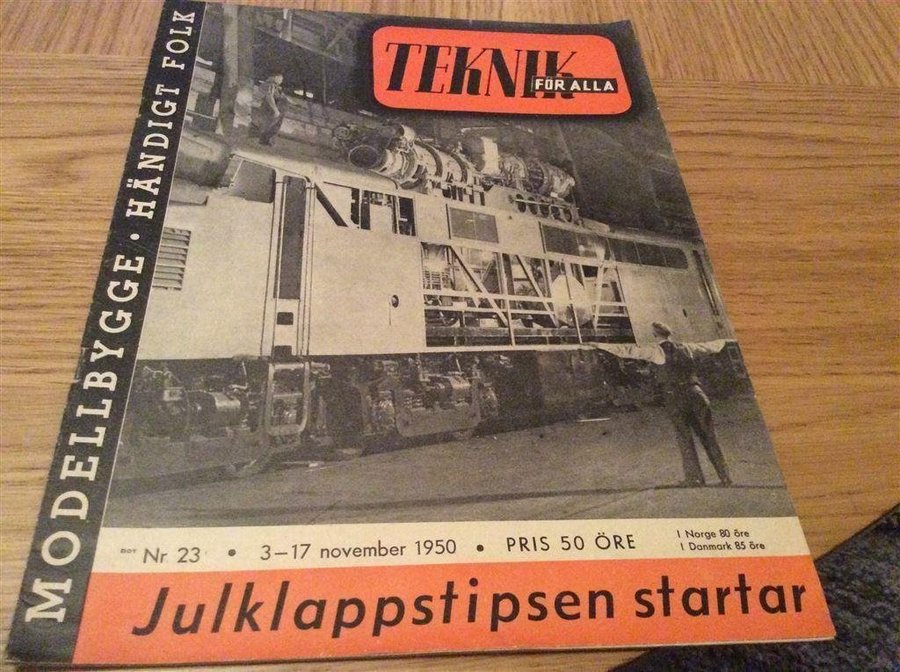 MODELLBYGGE • HÄNDIGT FOLK
TEKNIK
FÖR ALLA
Nr 23 • 3–17 november 1950 • PRIS 50 ÖRE
I Norge 80 öre
I Danmark 85 öre
Julklappstipsen startar